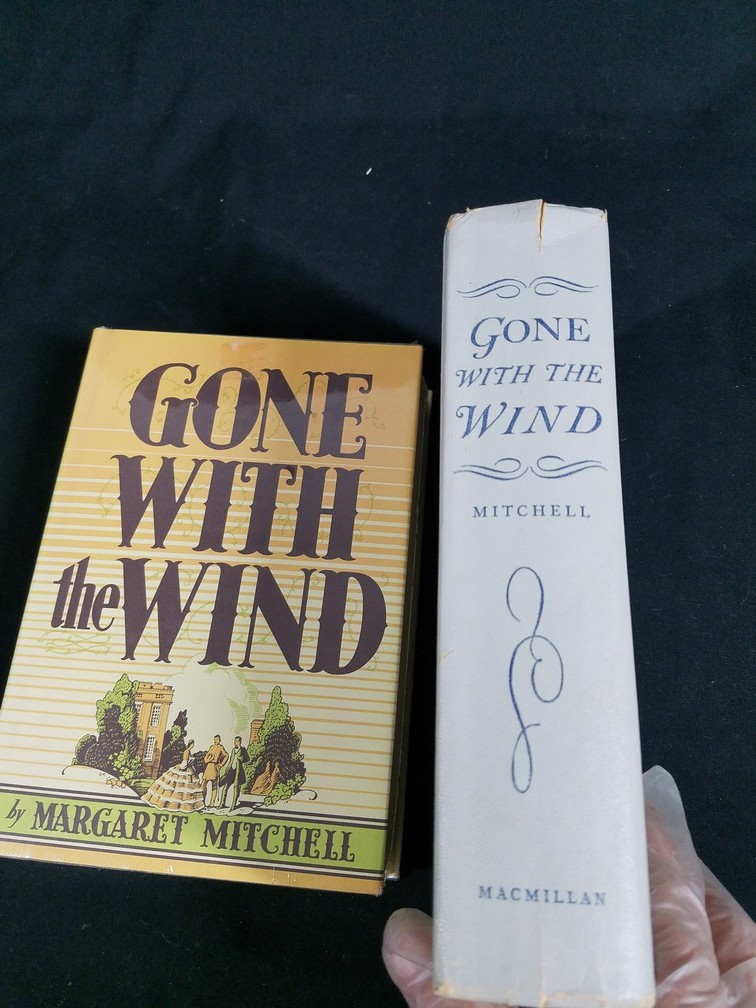 GONE
WITH
the WIND
by MARGARET MITCHELL
GONE
WITH THE
WIND
MITCHELL
MACMILLAN